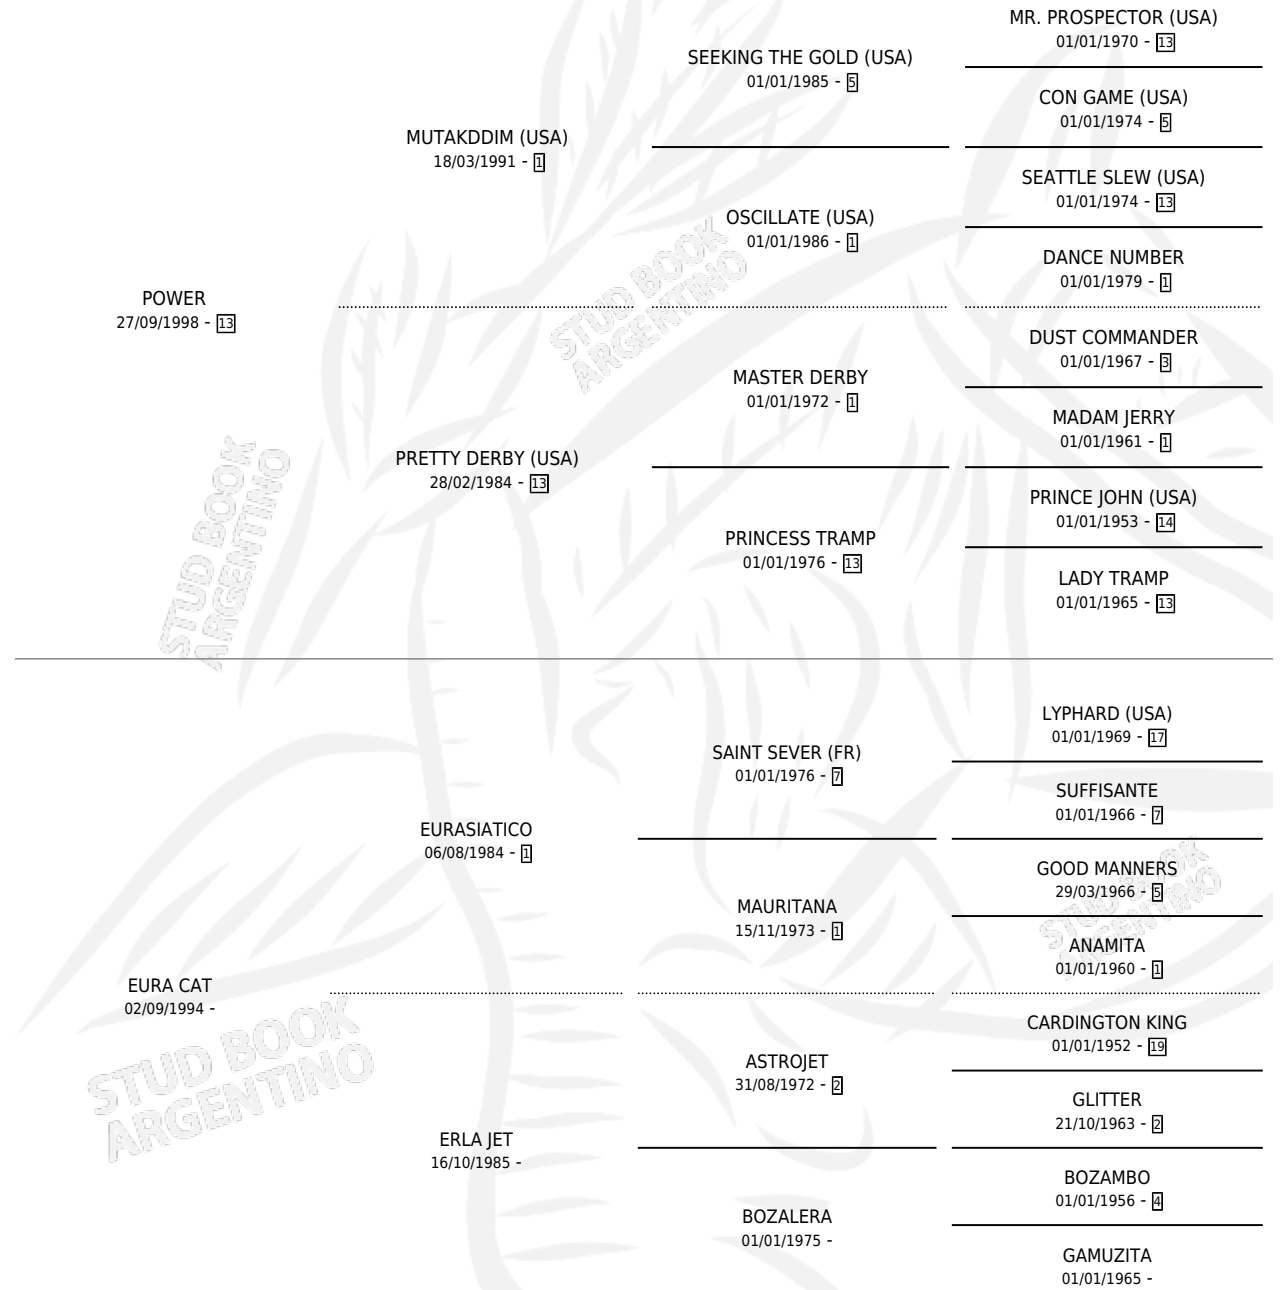 MR. PROSPECTOR (USA)
01/01/1970 - 13
SEEKING THE GOLD (USA)
01/01/1985 - 5
CON GAME (USA)
01/01/1974 - 5
MUTAKDDIM (USA)
18/03/1991 - 1
SEATTLE SLEW (USA)
01/01/1974 - 13
OSCILLATE (USA)
01/01/1986 - 1
DANCE NUMBER
01/01/1979 - 1
POWER
27/09/1998 - 13
DUST COMMANDER
01/01/1967 - 3
MASTER DERBY
01/01/1972 - 1
MADAM JERRY
01/01/1961 - 1
PRETTY DERBY (USA)
28/02/1984 - 13
PRINCE JOHN (USA)
01/01/1953 - 14
PRINCESS TRAMP
01/01/1976 - 13
LADY TRAMP
01/01/1965 - 13
STUD BOOK
ARGENTINO
STUD BOOK
ARGENTINO
LYPHARD (USA)
01/01/1969 - 17
SAINT SEVER (FR)
01/01/1976 - 7
SUFFISANTE
01/01/1966 - 7
EURASIATICO
06/08/1984 - 1
GOOD MANNERS
29/03/1966 - 5
MAURITANA
15/11/1973 - 1
ANAMITA
01/01/1960 - 1
STUD BOOK
ARGENTINO
EURA CAT
02/09/1994 -
CARDINGTON KING
01/01/1952 - 19
ASTROJET
31/08/1972 - 2
GLITTER
21/10/1963 - 2
ERLA JET
16/10/1985 -
BOZAMBO
01/01/1956 - 4
BOZALERA
01/01/1975 -
GAMUZITA
01/01/1965 -
STUD BOOK
ARGENTINO